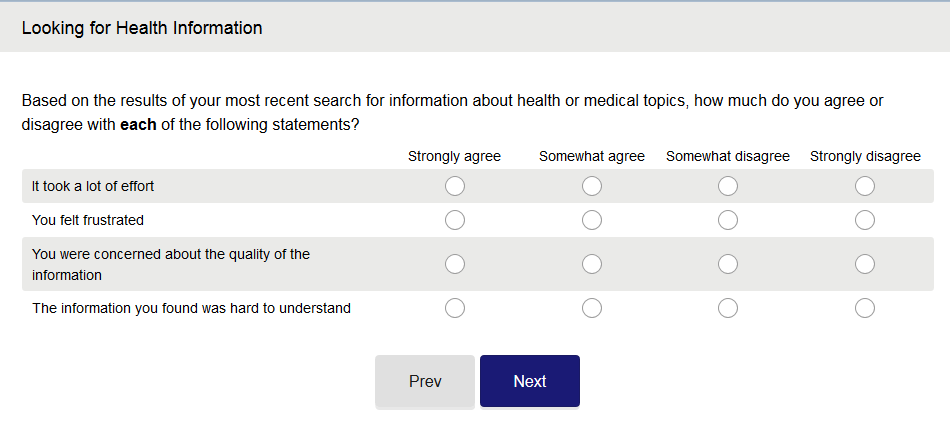 Looking for Health Information
Based on the results of your most recent search for information about health or medical topics, how much do you agree or
disagree with each of the following statements?
Strongly agree Somewhat agree Somewhat disagree Strongly disagree
It took a lot of effort
You felt frustrated
You were concerned about the quality of the
information
The information you found was hard to understand
Prev Next